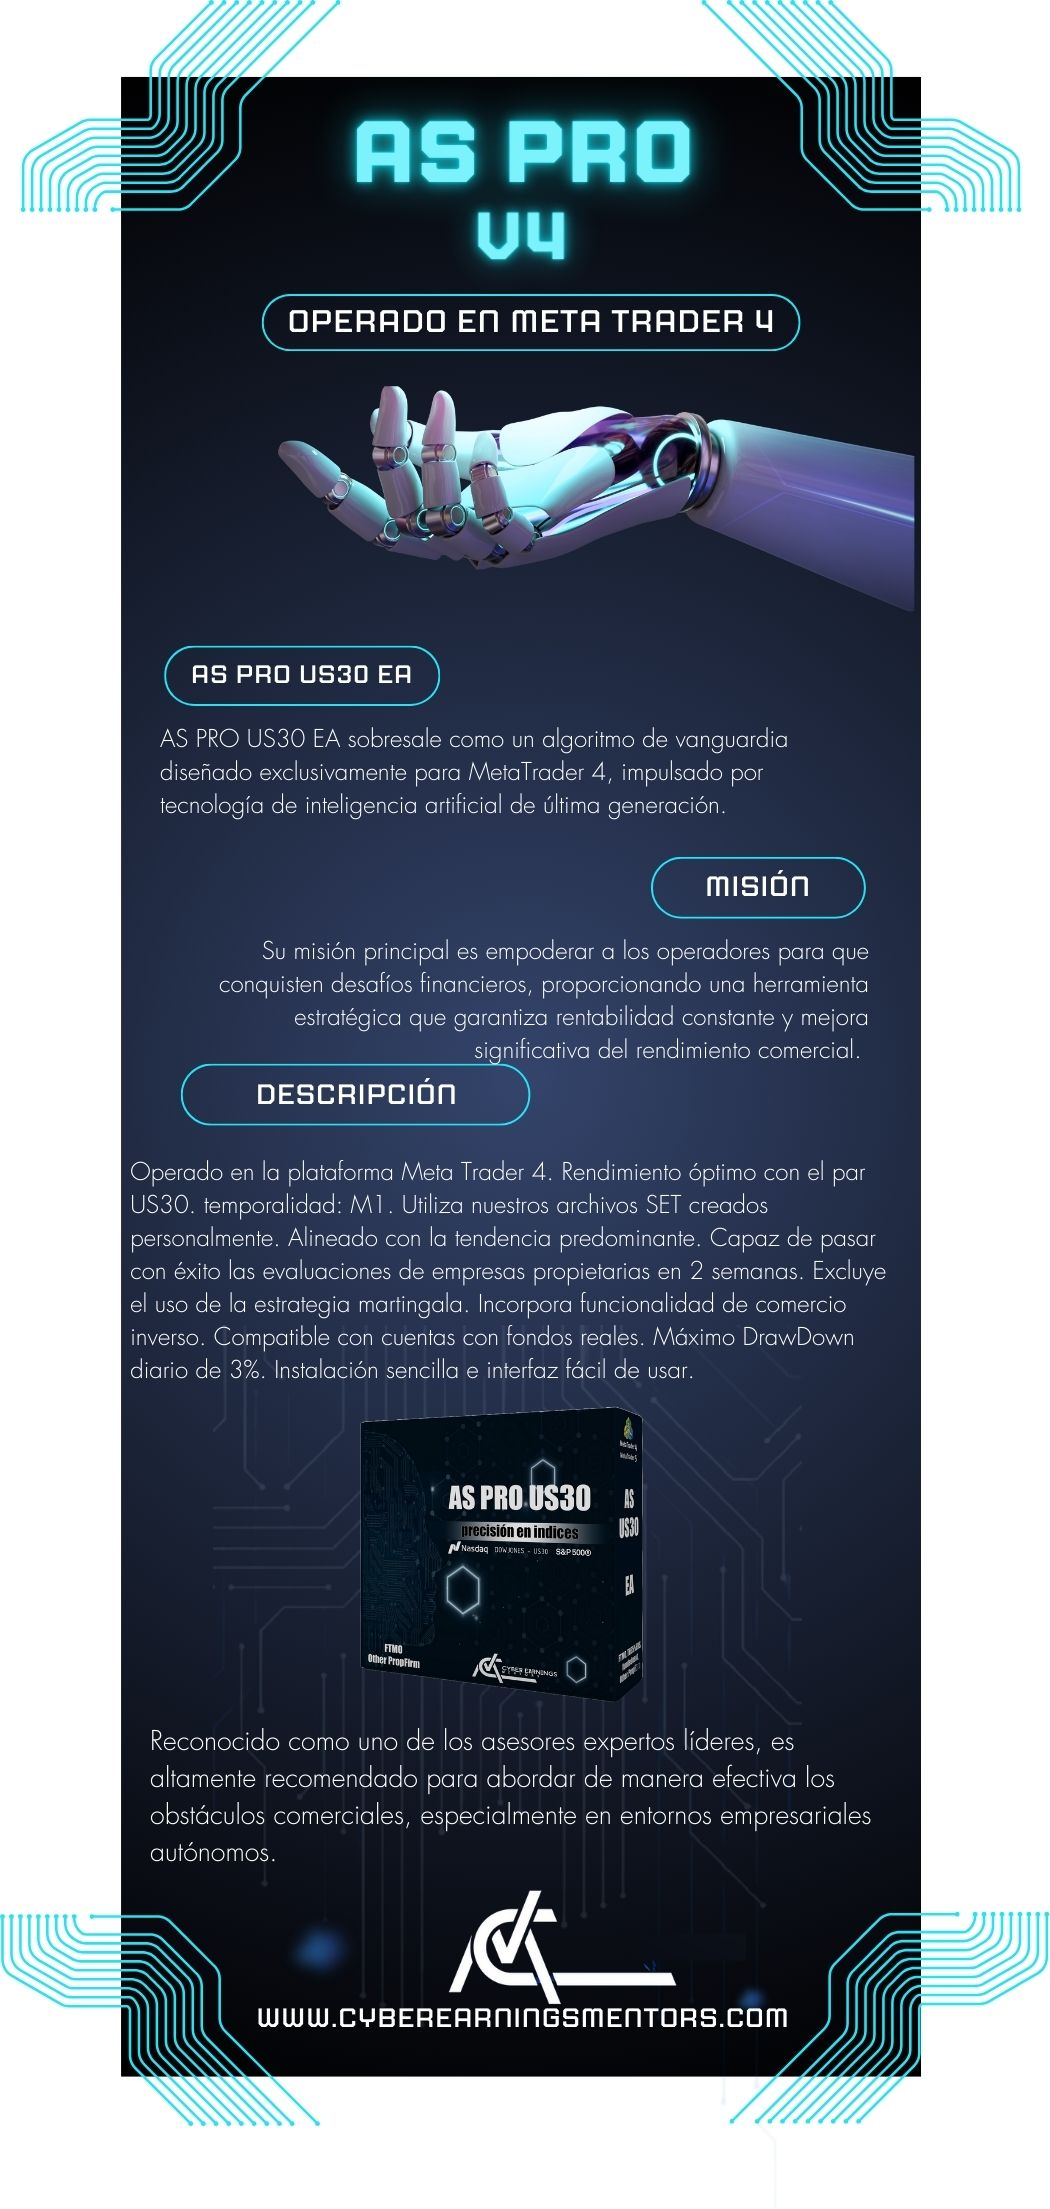 AS PRO
V4
OPERADO EN META TRADER 4
AS PRO US30 EA
AS PRO US30 EA sobresale como un algoritmo de vanguardia
diseñado exclusivamente para MetaTrader 4, impulsado por
tecnología de inteligencia artificial de última generación.
MISIÓN
Su misión principal es empoderar a los operadores para que
conquisten desafíos financieros, proporcionando una herramienta
estratégica que garantiza rentabilidad constante y mejora
significativa del rendimiento comercial.
DESCRIPCIÓN
Operado en la plataforma Meta Trader 4. Rendimiento óptimo con el par
US30. temporalidad: M1. Utiliza nuestros archivos SET creados
personalmente. Alineado con la tendencia predominante. Capaz de pasar
con éxito las evaluaciones de empresas propietarias en 2 semanas. Excluye
el uso de la estrategia martingala. Incorpora funcionalidad de comercio
inverso. Compatible con cuentas con fondos reales. Máximo DrawDown
diario de 3%. Instalación sencilla e interfaz fácil de usar.
AS PRO US30
precisión en indices
Nasdaq DOW JONES - US30 S&P 500®
FTMO
Other PropFirm
CYBER EARNINGS
MetaTrader 4
MetaTrader 5
AS
US30
EA
Reconocido como uno de los asesores expertos líderes, es
altamente recomendado para abordar de manera efectiva los
obstáculos comerciales, especialmente en entornos empresariales
autónomos.
WWW.CYBEREARNINGSMENTORS.COM